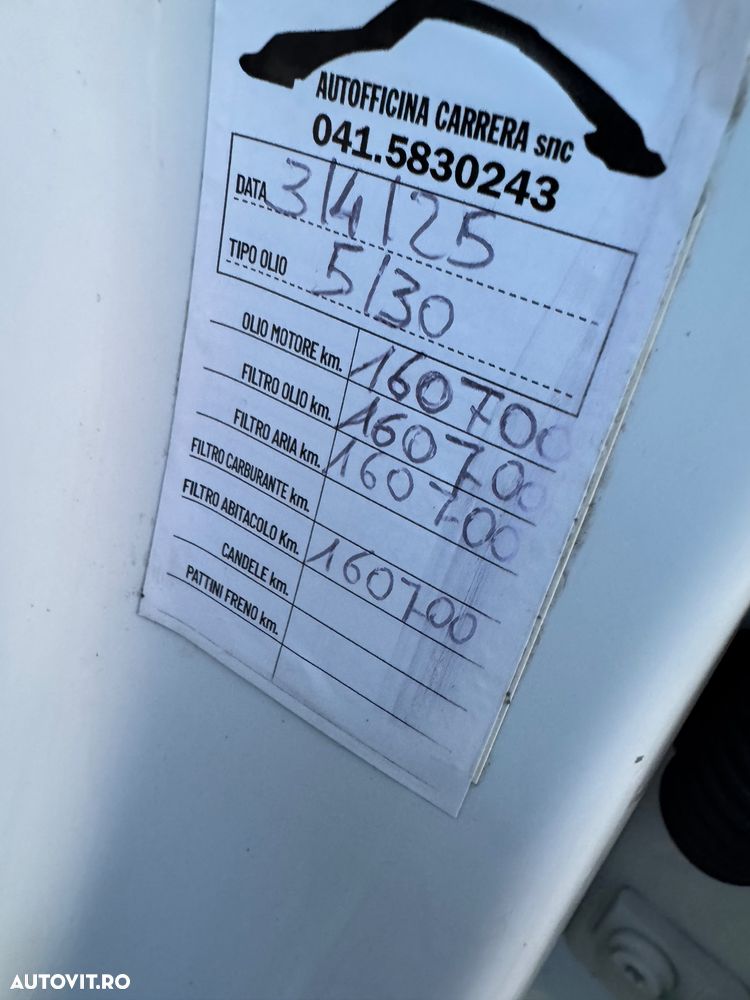 AUTOFFICINA CARRERA snc
041.5830243
DATA 3/4/25
TIPO OLIO 5/30
OLIO MOTORE km. 160700
FILTRO OLIO km. 160700
FILTRO ARIA km. 160700
FILTRO CARBURANTE km.
FILTRO ABITACOLO Km. 160700
CANDELE km.
PATTINI FRENO km.
AUTOVIT.RO